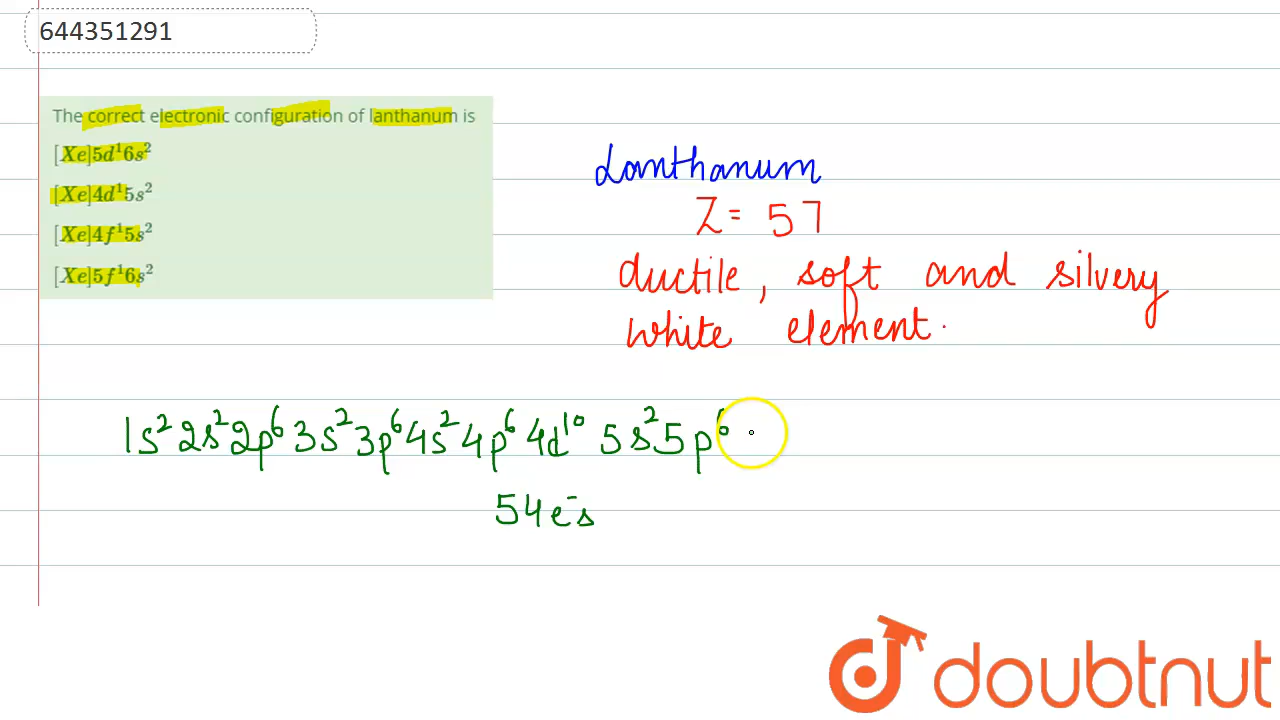 644351291
The correct electronic configuration of lanthanum is
[Xe]5d¹6s²
[Xe]4d¹5s²
[Xe]4f¹5s²
[Xe]5f¹6s²
Lanthanum
Z = 57
ductile, soft and silvery
white element.
1s² 2s² 2p⁶ 3s² 3p⁶ 4s² 4p⁶ 4d¹⁰ 5s² 5p⁶
54 e⁻s
doubtnut